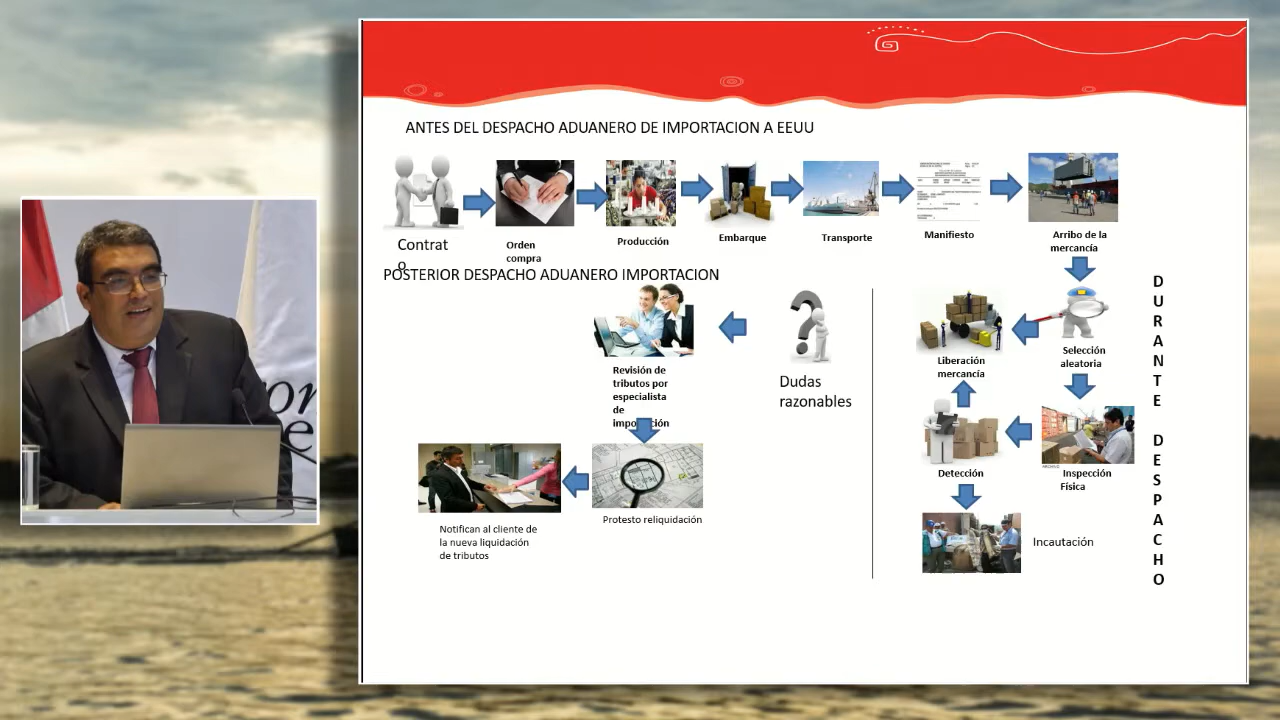 ANTES DEL DESPACHO ADUANERO DE IMPORTACION A EEUU
Contrat
o
Orden
compra
Producción
Embarque
Transporte
Manifiesto
Arribo de la
mercancía
POSTERIOR DESPACHO ADUANERO IMPORTACION
Revisión de
tributos por
especialista
de
importación
Dudas
razonables
Protesto reliquidación
Notifican al cliente de
la nueva liquidación
de tributos
Liberación
mercancía
Selección
aleatoria
Detección
Inspección
Física
Incautación
D
U
R
A
N
T
E
D
E
S
P
A
C
H
O